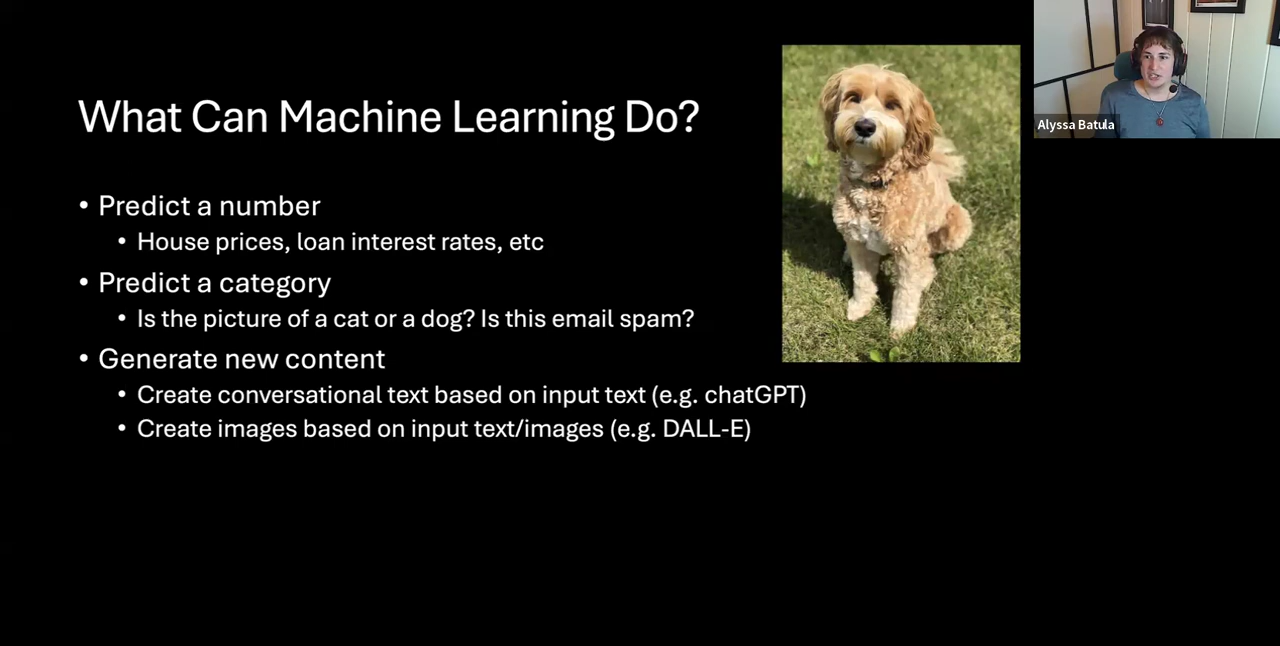 What Can Machine Learning Do?
• Predict a number
• House prices, loan interest rates, etc
• Predict a category
• Is the picture of a cat or a dog? Is this email spam?
• Generate new content
• Create conversational text based on input text (e.g. chatGPT)
• Create images based on input text/images (e.g. DALL-E)
Alyssa Batula